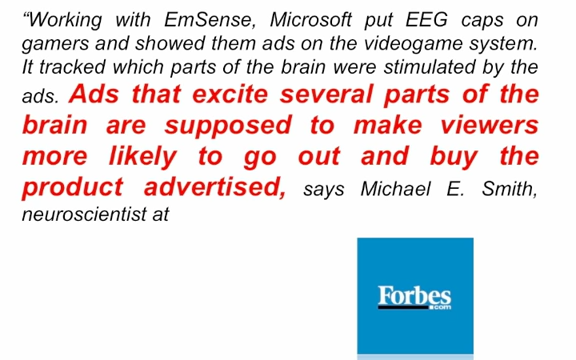 “Working with EmSense, Microsoft put EEG caps on
gamers and showed them ads on the videogame system.
It tracked which parts of the brain were stimulated by the
ads. Ads that excite several parts of the
brain are supposed to make viewers
more likely to go out and buy the
product advertised, says Michael E. Smith,
neuroscientist at
Forbes
.com